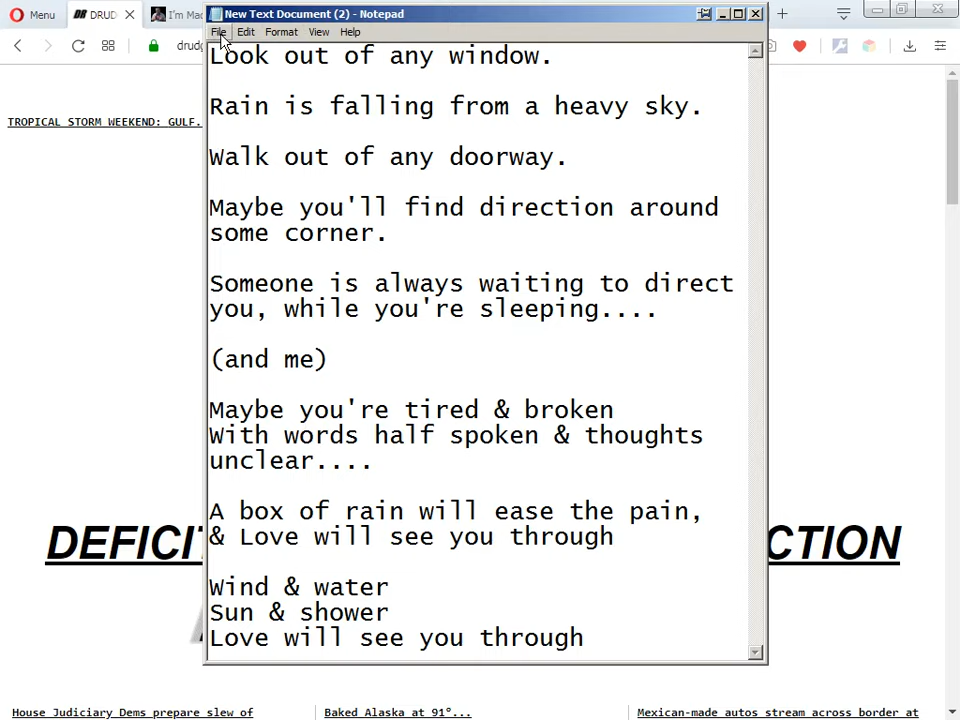 Menu
DRUD
I'm Mad
New Text Document (2) - Notepad
drudg
File Edit Format View Help
Look out of any window.
Rain is falling from a heavy sky.
Walk out of any doorway.
Maybe you'll find direction around
some corner.
Someone is always waiting to direct
you, while you're sleeping....
(and me)
Maybe you're tired & broken
With words half spoken & thoughts
unclear....
A box of rain will ease the pain,
& Love will see you through
Wind & water
Sun & shower
Love will see you through
TROPICAL STORM WEEKEND: GULF.
DEFICIT
CTION
House Judiciary Dems prepare slew of
Baked Alaska at 91°...
Mexican-made autos stream across border at